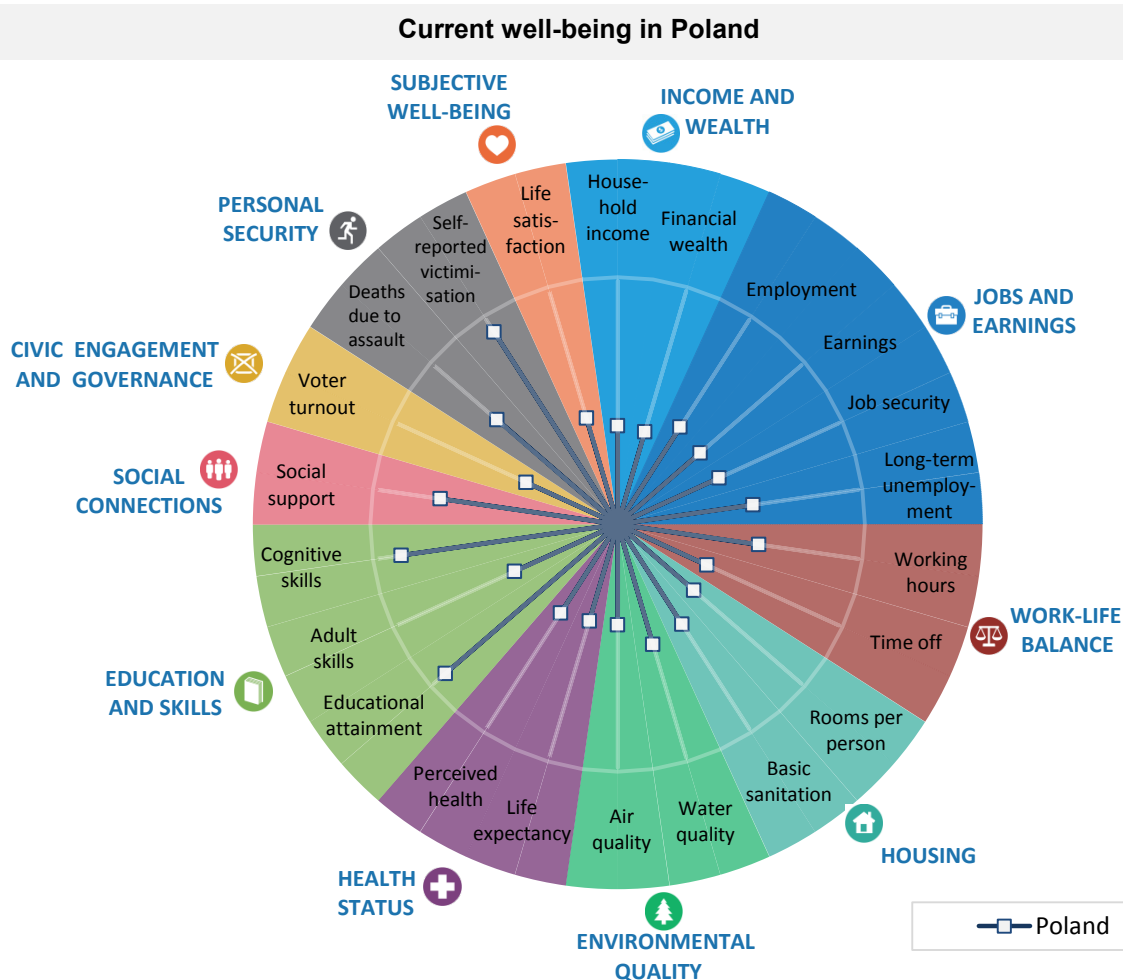 Current well-being in Poland
SUBJECTIVE
WELL-BEING
INCOME AND
WEALTH
PERSONAL
SECURITY
JOBS AND
EARNINGS
CIVIC ENGAGEMENT
AND GOVERNANCE
SOCIAL
CONNECTIONS
WORK-LIFE
BALANCE
EDUCATION
AND SKILLS
HOUSING
HEALTH
STATUS
ENVIRONMENTAL
QUALITY
House-
hold
income
Financial
wealth
Employment
Earnings
Job security
Long-term
unemploy-
ment
Working
hours
Time off
Rooms per
person
Basic
sanitation
Water
quality
Air
quality
Life
expectancy
Perceived
health
Educational
attainment
Adult
skills
Cognitive
skills
Social
support
Voter
turnout
Deaths
due to
assault
Self-
reported
victimi-
sation
Life
satis-
faction
Poland